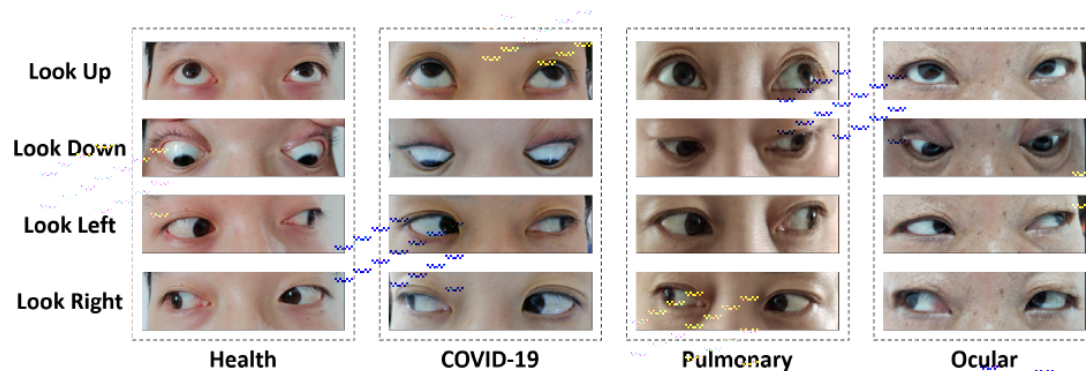 Look Up
Look Down
Look Left
Look Right
Health COVID-19 Pulmonary Ocular